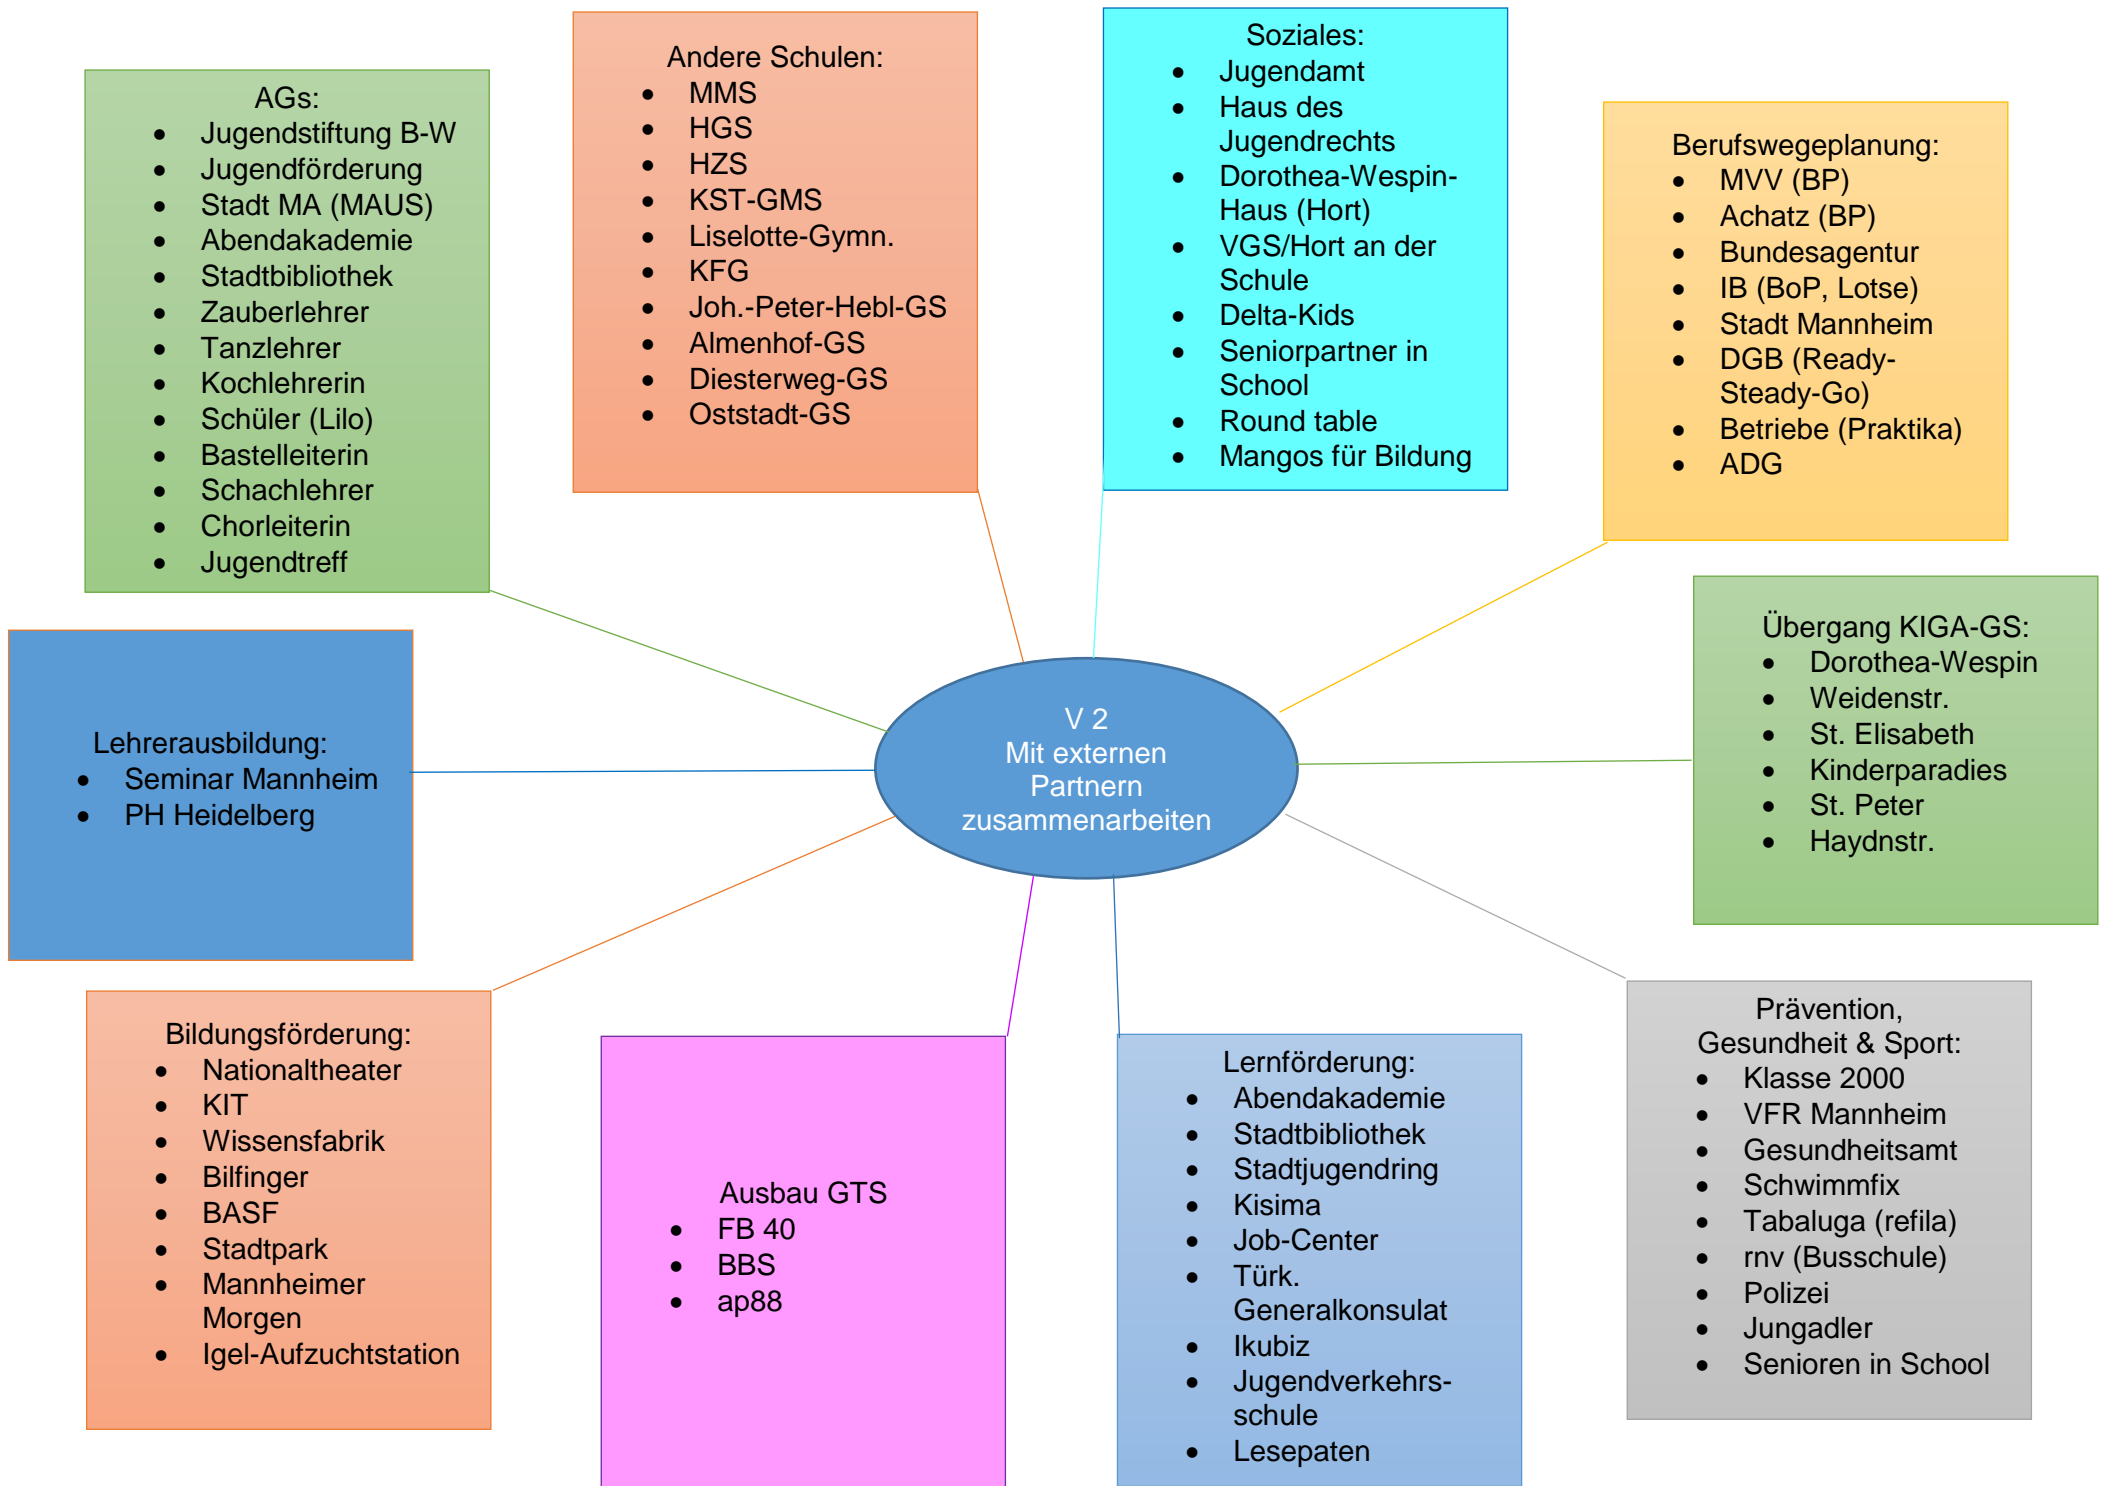 AGs:
• Jugendstiftung B-W
• Jugendförderung
• Stadt MA (MAUS)
• Abendakademie
• Stadtbibliothek
• Zauberlehrer
• Tanzlehrer
• Kochlehrerin
• Schüler (Lilo)
• Bastelleiterin
• Schachlehrer
• Chorleiterin
• Jugendtreff
Andere Schulen:
• MMS
• HGS
• HZS
• KST-GMS
• Liselotte-Gymn.
• KFG
• Joh.-Peter-Hebl-GS
• Almenhof-GS
• Diesterweg-GS
• Oststadt-GS
Soziales:
• Jugendamt
• Haus des
Jugendrechts
• Dorothea-Wespin-
Haus (Hort)
• VGS/Hort an der
Schule
• Delta-Kids
• Seniorpartner in
School
• Round table
• Mangos für Bildung
Berufswegeplanung:
• MVV (BP)
• Achatz (BP)
• Bundesagentur
• IB (BoP, Lotse)
• Stadt Mannheim
• DGB (Ready-
Steady-Go)
• Betriebe (Praktika)
• ADG
Lehrerausbildung:
• Seminar Mannheim
• PH Heidelberg
V 2
Mit externen
Partnern
zusammenarbeiten
Übergang KIGA-GS:
• Dorothea-Wespin
• Weidenstr.
• St. Elisabeth
• Kinderparadies
• St. Peter
• Haydnstr.
Bildungsförderung:
• Nationaltheater
• KIT
• Wissensfabrik
• Bilfinger
• BASF
• Stadtpark
• Mannheimer
Morgen
• Igel-Aufzuchtstation
Ausbau GTS
• FB 40
• BBS
• ap88
Lernförderung:
• Abendakademie
• Stadtbibliothek
• Stadtjugendring
• Kisima
• Job-Center
• Türk.
Generalkonsulat
• Ikubiz
• Jugendverkehrs-
schule
• Lesepaten
Prävention,
Gesundheit & Sport:
• Klasse 2000
• VFR Mannheim
• Gesundheitsamt
• Schwimmfix
• Tabaluga (refila)
• rnv (Busschule)
• Polizei
• Jungadler
• Senioren in School